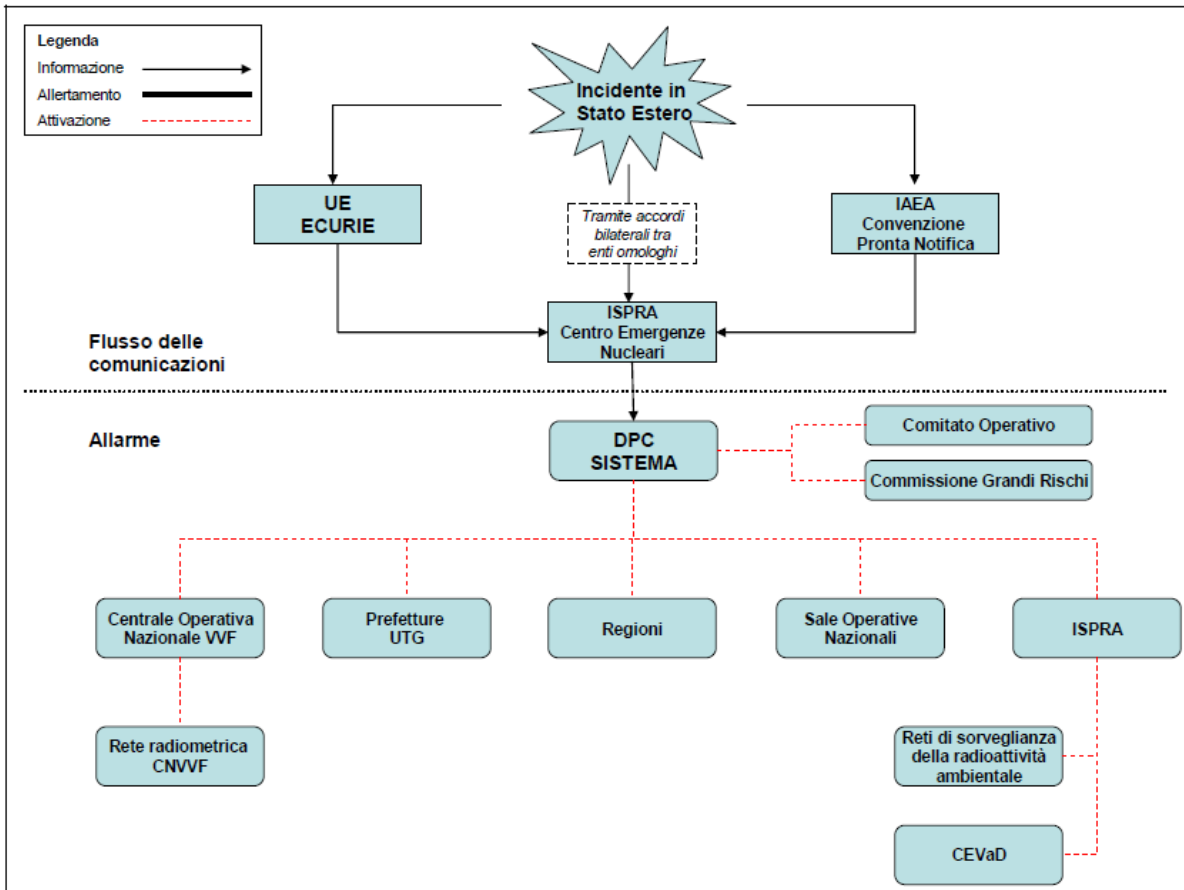 Legenda
Informazione
Allertamento
Attivazione
Incidente in
Stato Estero
UE
ECURIE
Tramite accordi
bilaterali tra
enti omologhi
IAEA
Convenzione
Pronta Notifica
ISPRA
Centro Emergenze
Nucleari
Flusso delle
comunicazioni
Allarme
DPC
SISTEMA
Comitato Operativo
Commissione Grandi Rischi
Centrale Operativa
Nazionale VVF
Prefetture
UTG
Regioni
Sale Operative
Nazionali
ISPRA
Rete radiometrica
CNVVF
Reti di sorveglianza
della radioattività
ambientale
CEVaD